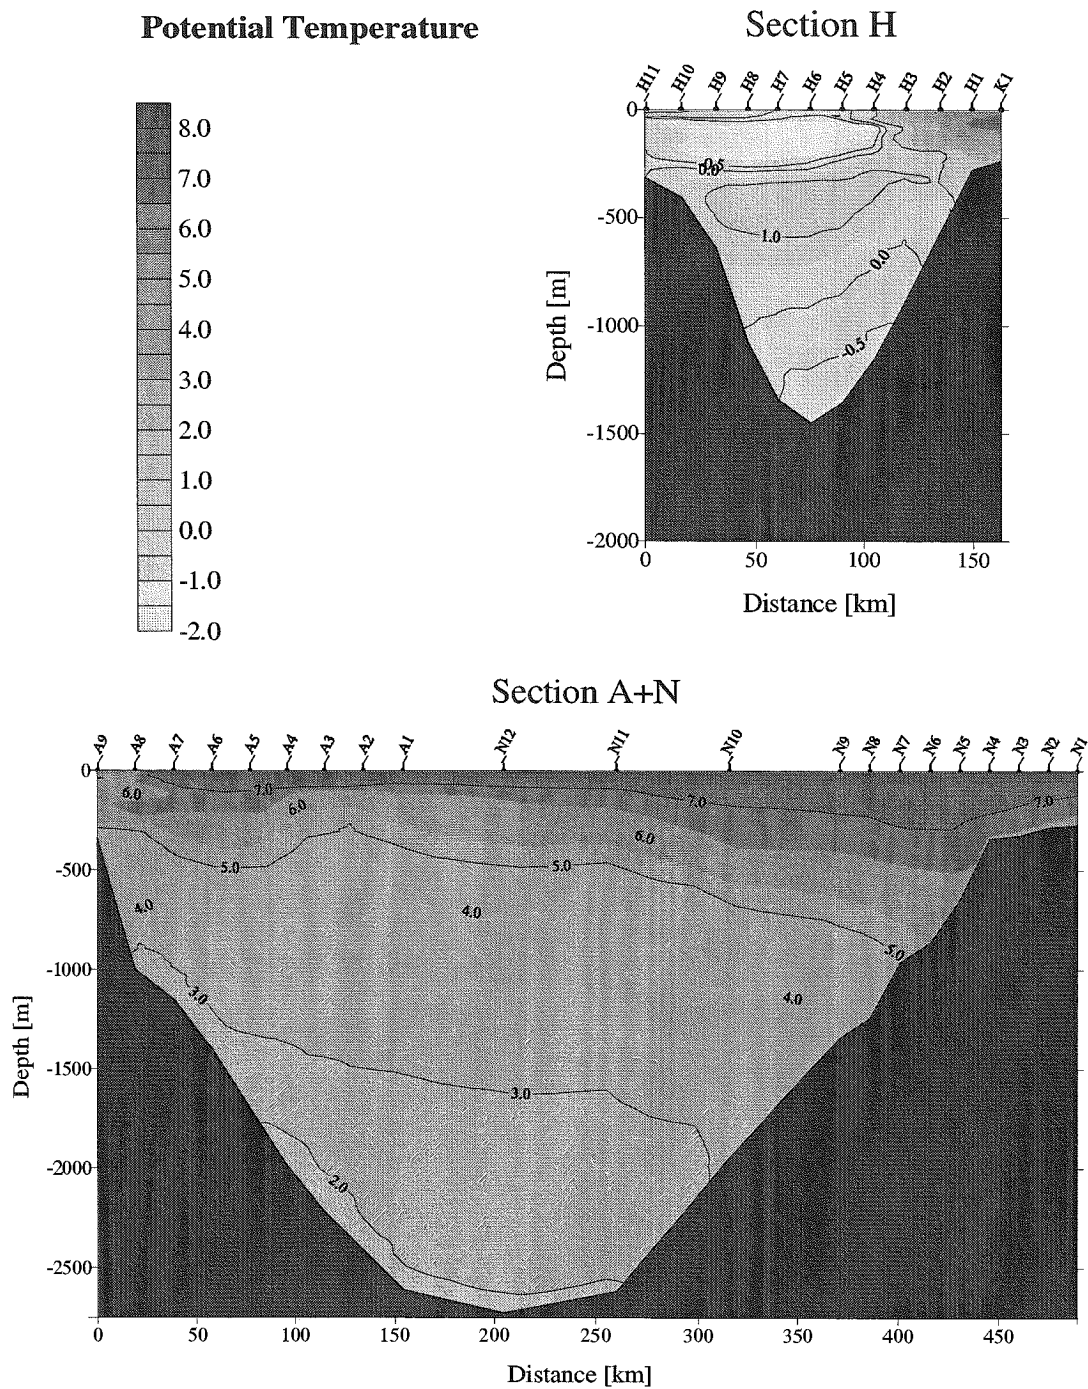 Potential Temperature
8.0
7.0
6.0
5.0
4.0
3.0
2.0
1.0
0.0
-1.0
-2.0
Section H
H11 H10 H9 H8 H7 H6 H5 H4 H3 H2 H1 K1
0
-0.5
0.0
-500
1.0
0.0
-1000
-0.5
-1500
-2000
0 50 100 150
Depth [m]
Distance [km]
Section A+N
A9 A8 A7 A6 A5 A4 A3 A2 A1 N12 N11 N10 N9 N8 N7 N6 N5 N4 N3 N2 N1
0
6.0 7.0 6.0 7.0 7.0
6.0
-500
5.0 5.0
4.0 4.0
5.0
-1000
3.0 4.0
-1500
3.0
-2000
2.0
-2500
0 50 100 150 200 250 300 350 400 450
Depth [m]
Distance [km]